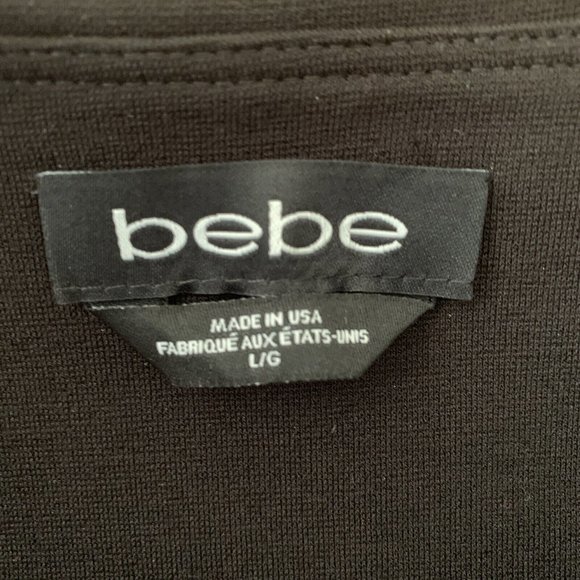 bebe
MADE IN USA
FABRIQUÉ AUX ÉTATS-UNIS
L/G